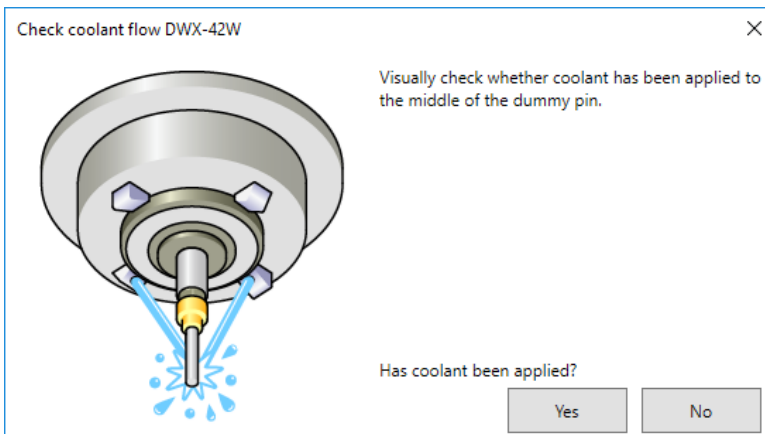 Check coolant flow DWX-42W
Visually check whether coolant has been applied to
the middle of the dummy pin.
Has coolant been applied?
Yes
No